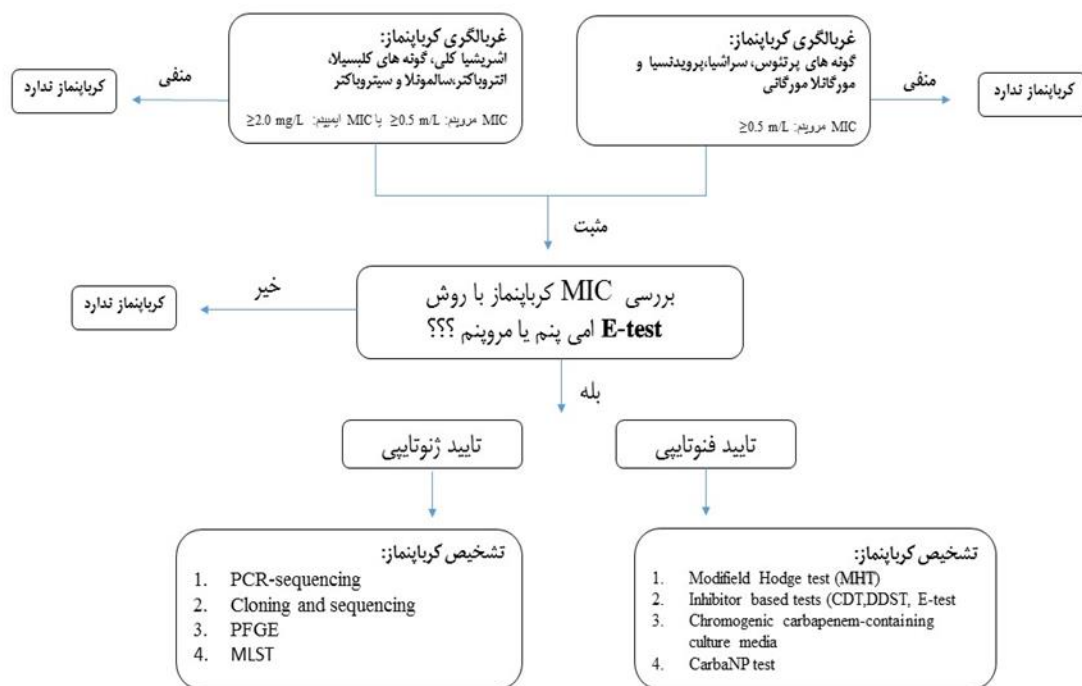 غربالگری کرباپنماز:
گونه های پرتئوس، سراشیا،پرویدنسیا و
مورگانلا مورگانی
MIC مروپنم: ≥0.5 m/L
منفی
کرباپنماز ندارد
غربالگری کرباپنماز:
اشریشیا کلی، گونه های کلبسیلا،
انتروباکتر،سالمونلا و سیتروباکتر
MIC مروپنم: ≥0.5 m/L یا MIC ایمیپنم: ≥2.0 mg/L
منفی
کرباپنماز ندارد
مثبت
بررسی MIC کرباپنماز با روش
E-test امی پنم یا مروپنم ؟؟؟
خیر
کرباپنماز ندارد
بله
تایید فنوتایپی
تایید ژنوتایپی
تشخیص کرباپنماز:
1. Modifield Hodge test (MHT)
2. Inhibitor based tests (CDT,DDST, E-test
3. Chromogenic carbapenem-containing
culture media
4. CarbaNP test
تشخیص کرباپنماز:
1. PCR-sequencing
2. Cloning and sequencing
3. PFGE
4. MLST